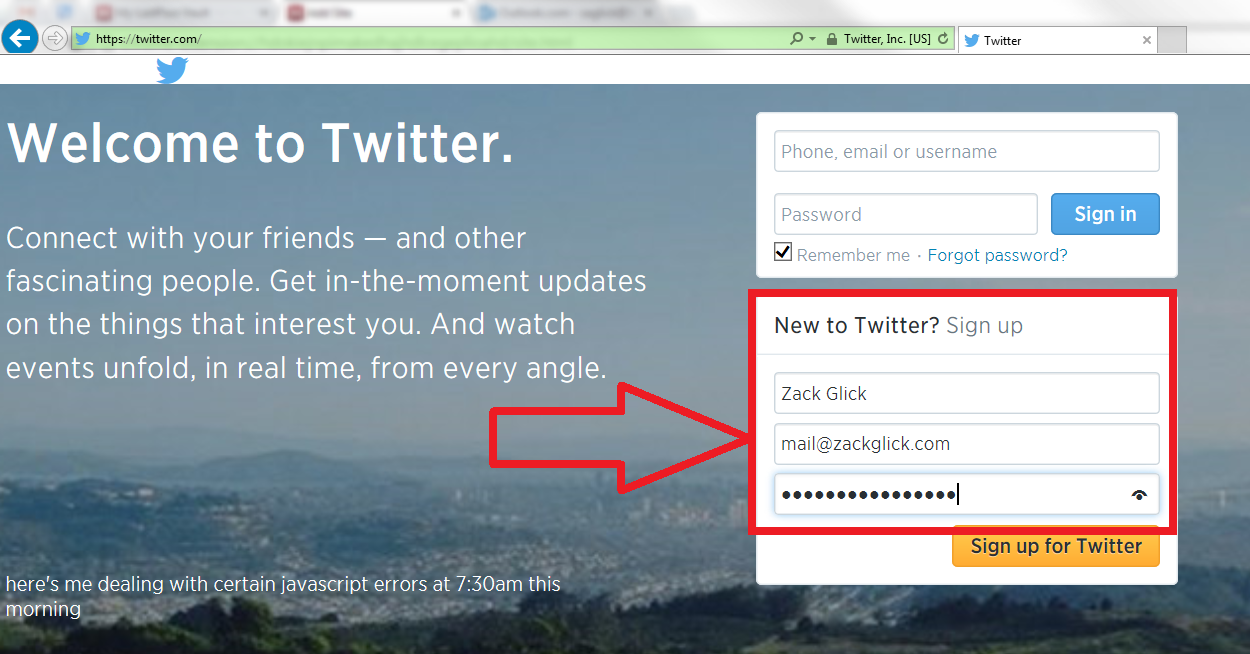 https://twitter.com/
Twitter, Inc. [US]
Twitter
Welcome to Twitter.
Connect with your friends — and other
fascinating people. Get in-the-moment updates
on the things that interest you. And watch
events unfold, in real time, from every angle.
here's me dealing with certain javascript errors at 7:30am this
morning
Phone, email or username
Password
Sign in
Remember me · Forgot password?
New to Twitter? Sign up
Zack Glick
mail@zackglick.com
Sign up for Twitter